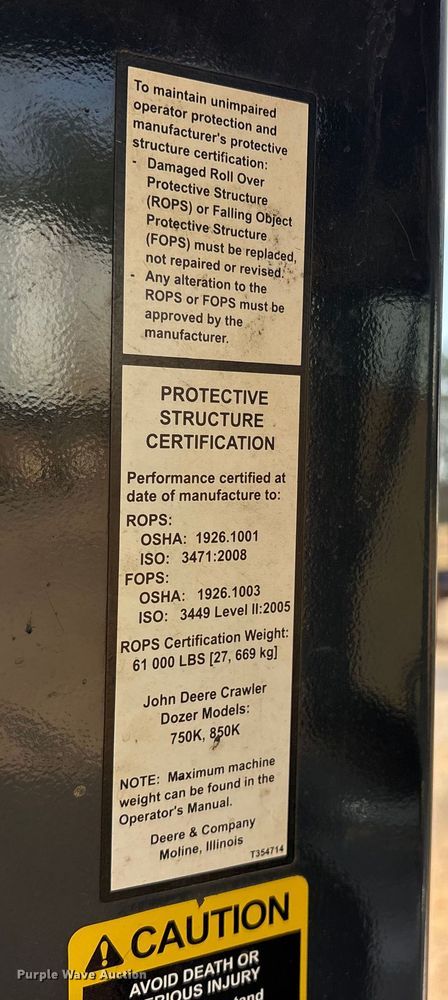 To maintain unimpaired
operator protection and
manufacturer's protective
structure certification:
- Damaged Roll Over
Protective Structure
(ROPS) or Falling Object
Protective Structure
(FOPS) must be replaced,
not repaired or revised.
- Any alteration to the
ROPS or FOPS must be
approved by the
manufacturer.
PROTECTIVE
STRUCTURE
CERTIFICATION
Performance certified at
date of manufacture to:
ROPS:
OSHA: 1926.1001
ISO: 3471:2008
FOPS:
OSHA: 1926.1003
ISO: 3449 Level II:2005
ROPS Certification Weight:
61 000 LBS [27, 669 kg]
John Deere Crawler
Dozer Models:
750K, 850K
NOTE: Maximum machine
weight can be found in the
Operator's Manual.
Deere & Company
Moline, Illinois
T354714
CAUTION
AVOID DEATH OR
INJURY
Purple Wave Auction